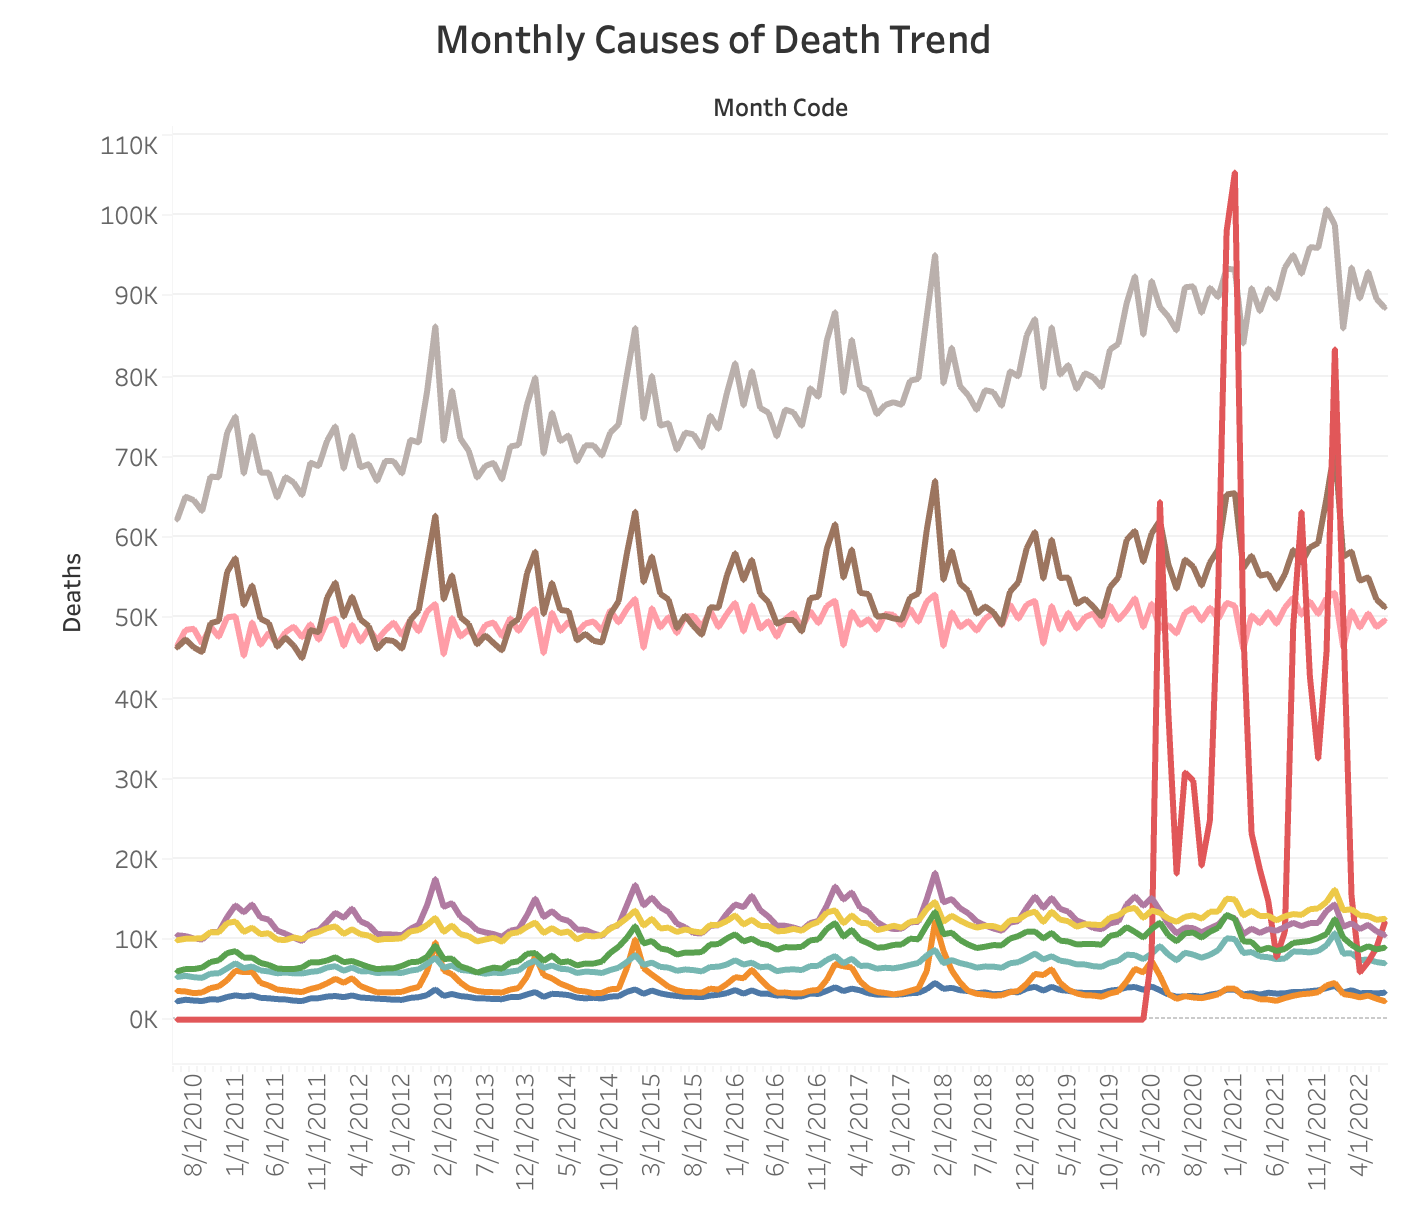 Monthly Causes of Death Trend
Month Code
110K
100K
90K
80K
70K
60K
50K
40K
30K
20K
10K
0K
Deaths
8/1/2010
1/1/2011
6/1/2011
11/1/2011
4/1/2012
9/1/2012
2/1/2013
7/1/2013
12/1/2013
5/1/2014
10/1/2014
3/1/2015
8/1/2015
1/1/2016
6/1/2016
11/1/2016
4/1/2017
9/1/2017
2/1/2018
7/1/2018
12/1/2018
5/1/2019
10/1/2019
3/1/2020
8/1/2020
1/1/2021
6/1/2021
11/1/2021
4/1/2022